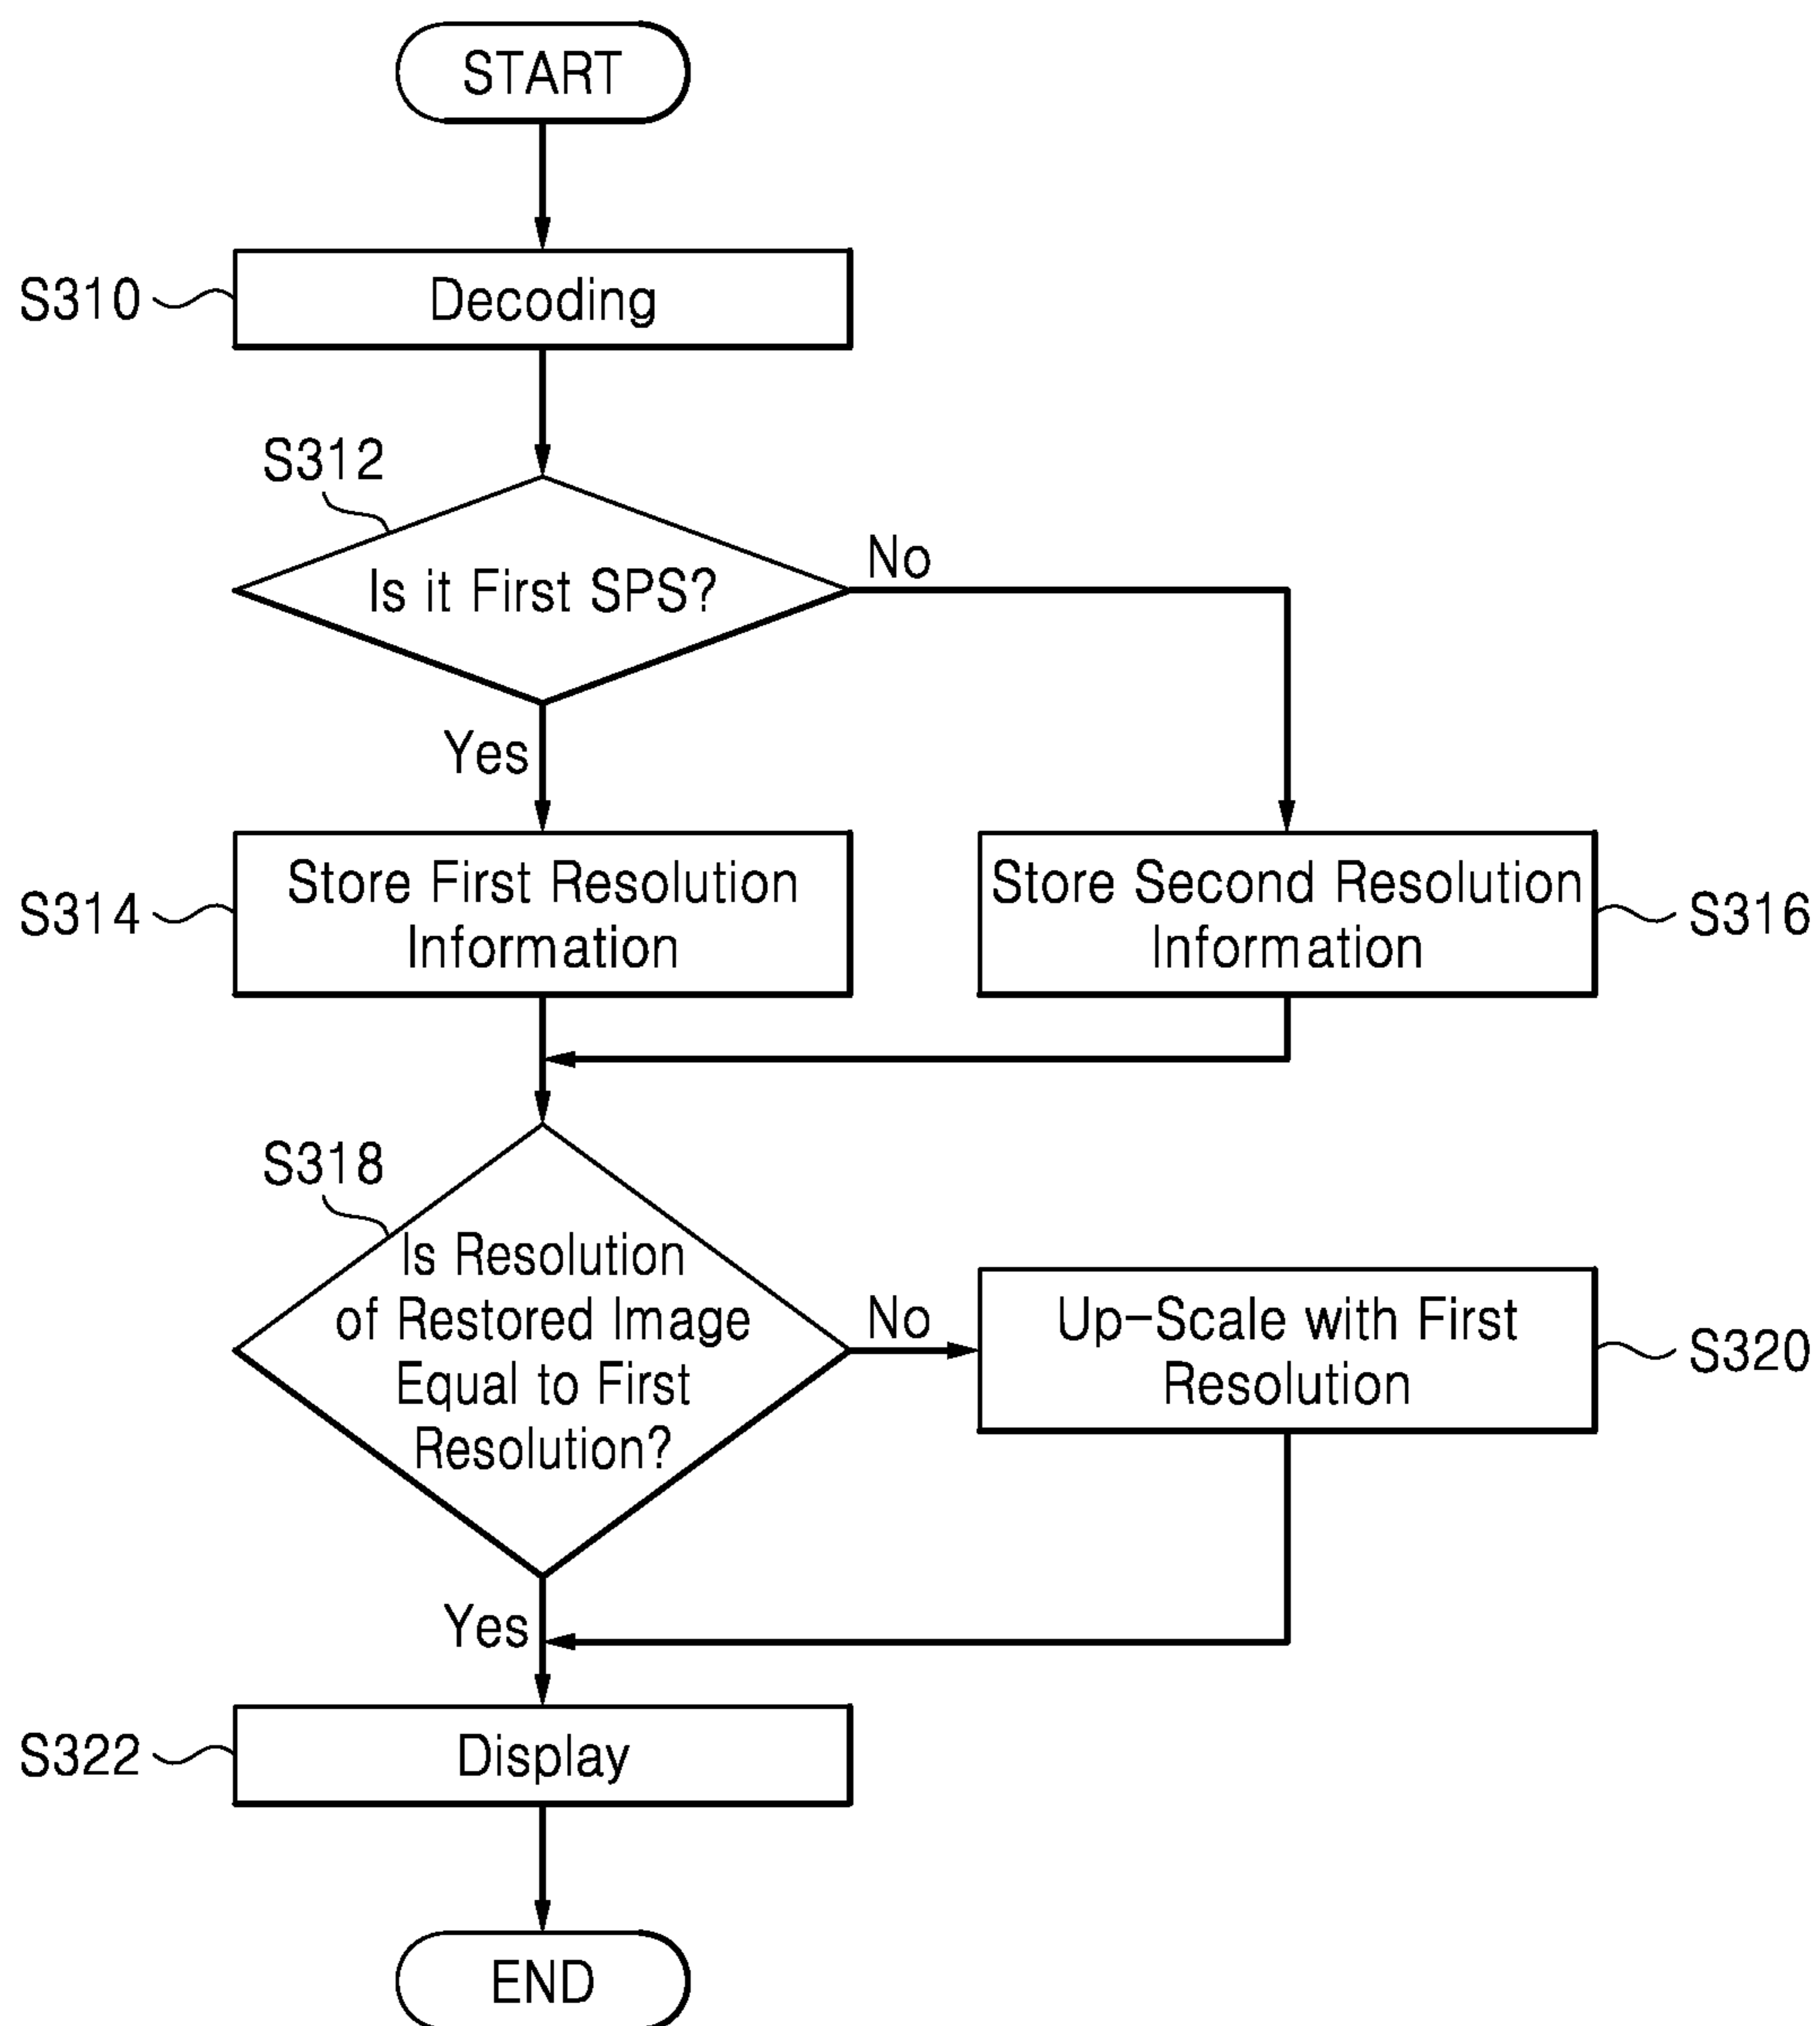 START
S310
Decoding
S312
Is it First SPS?
No
Yes
S314
Store First Resolution
Information
Store Second Resolution
Information
S316
S318
Is Resolution
of Restored Image
Equal to First
Resolution?
No
Up-Scale with First
Resolution
S320
Yes
S322
Display
END